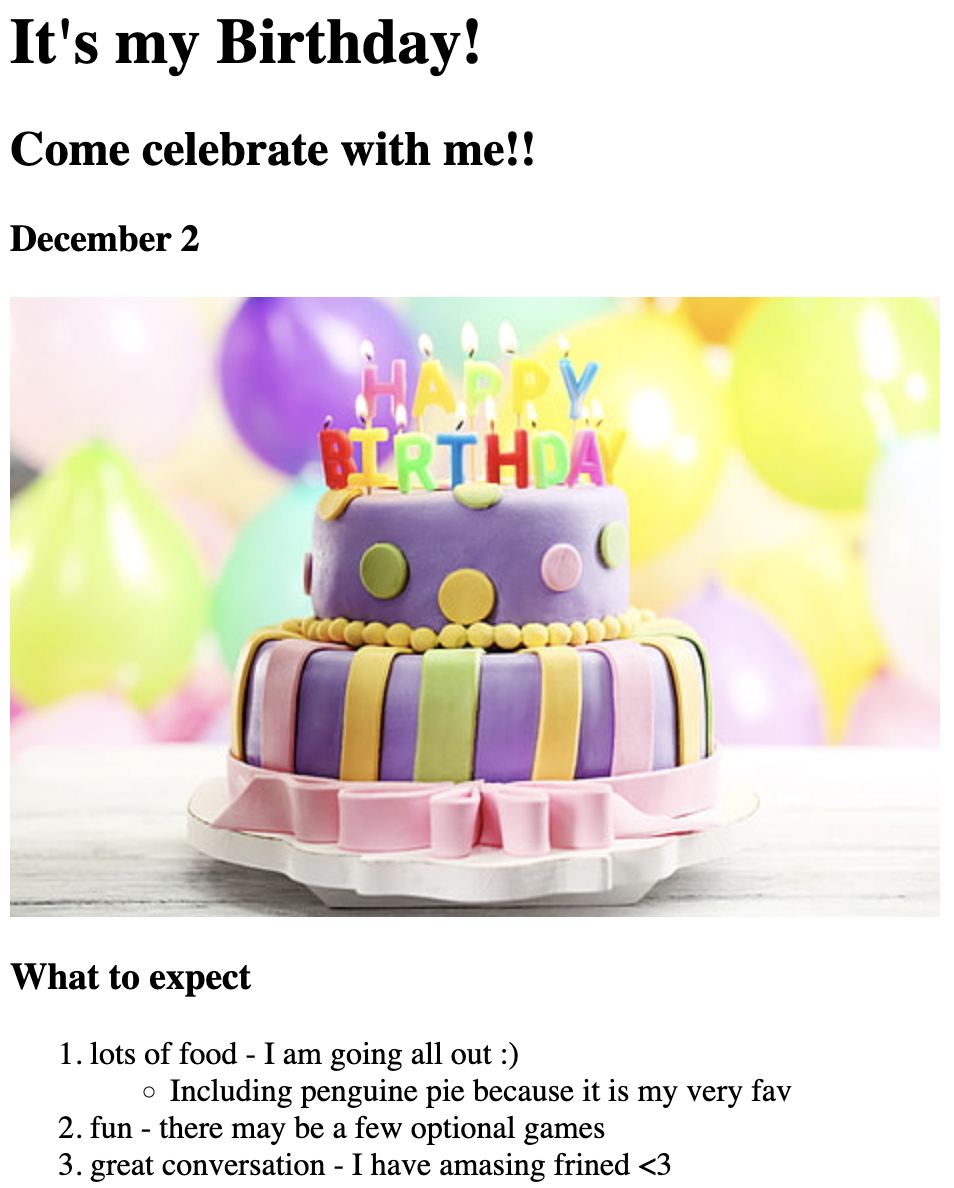 It's my Birthday!
Come celebrate with me!!
December 2
HAPPY
BIRTHDAY
What to expect
1. lots of food - I am going all out :)
◦ Including penguine pie because it is my very fav
2. fun - there may be a few optional games
3. great conversation - I have amasing frined <3